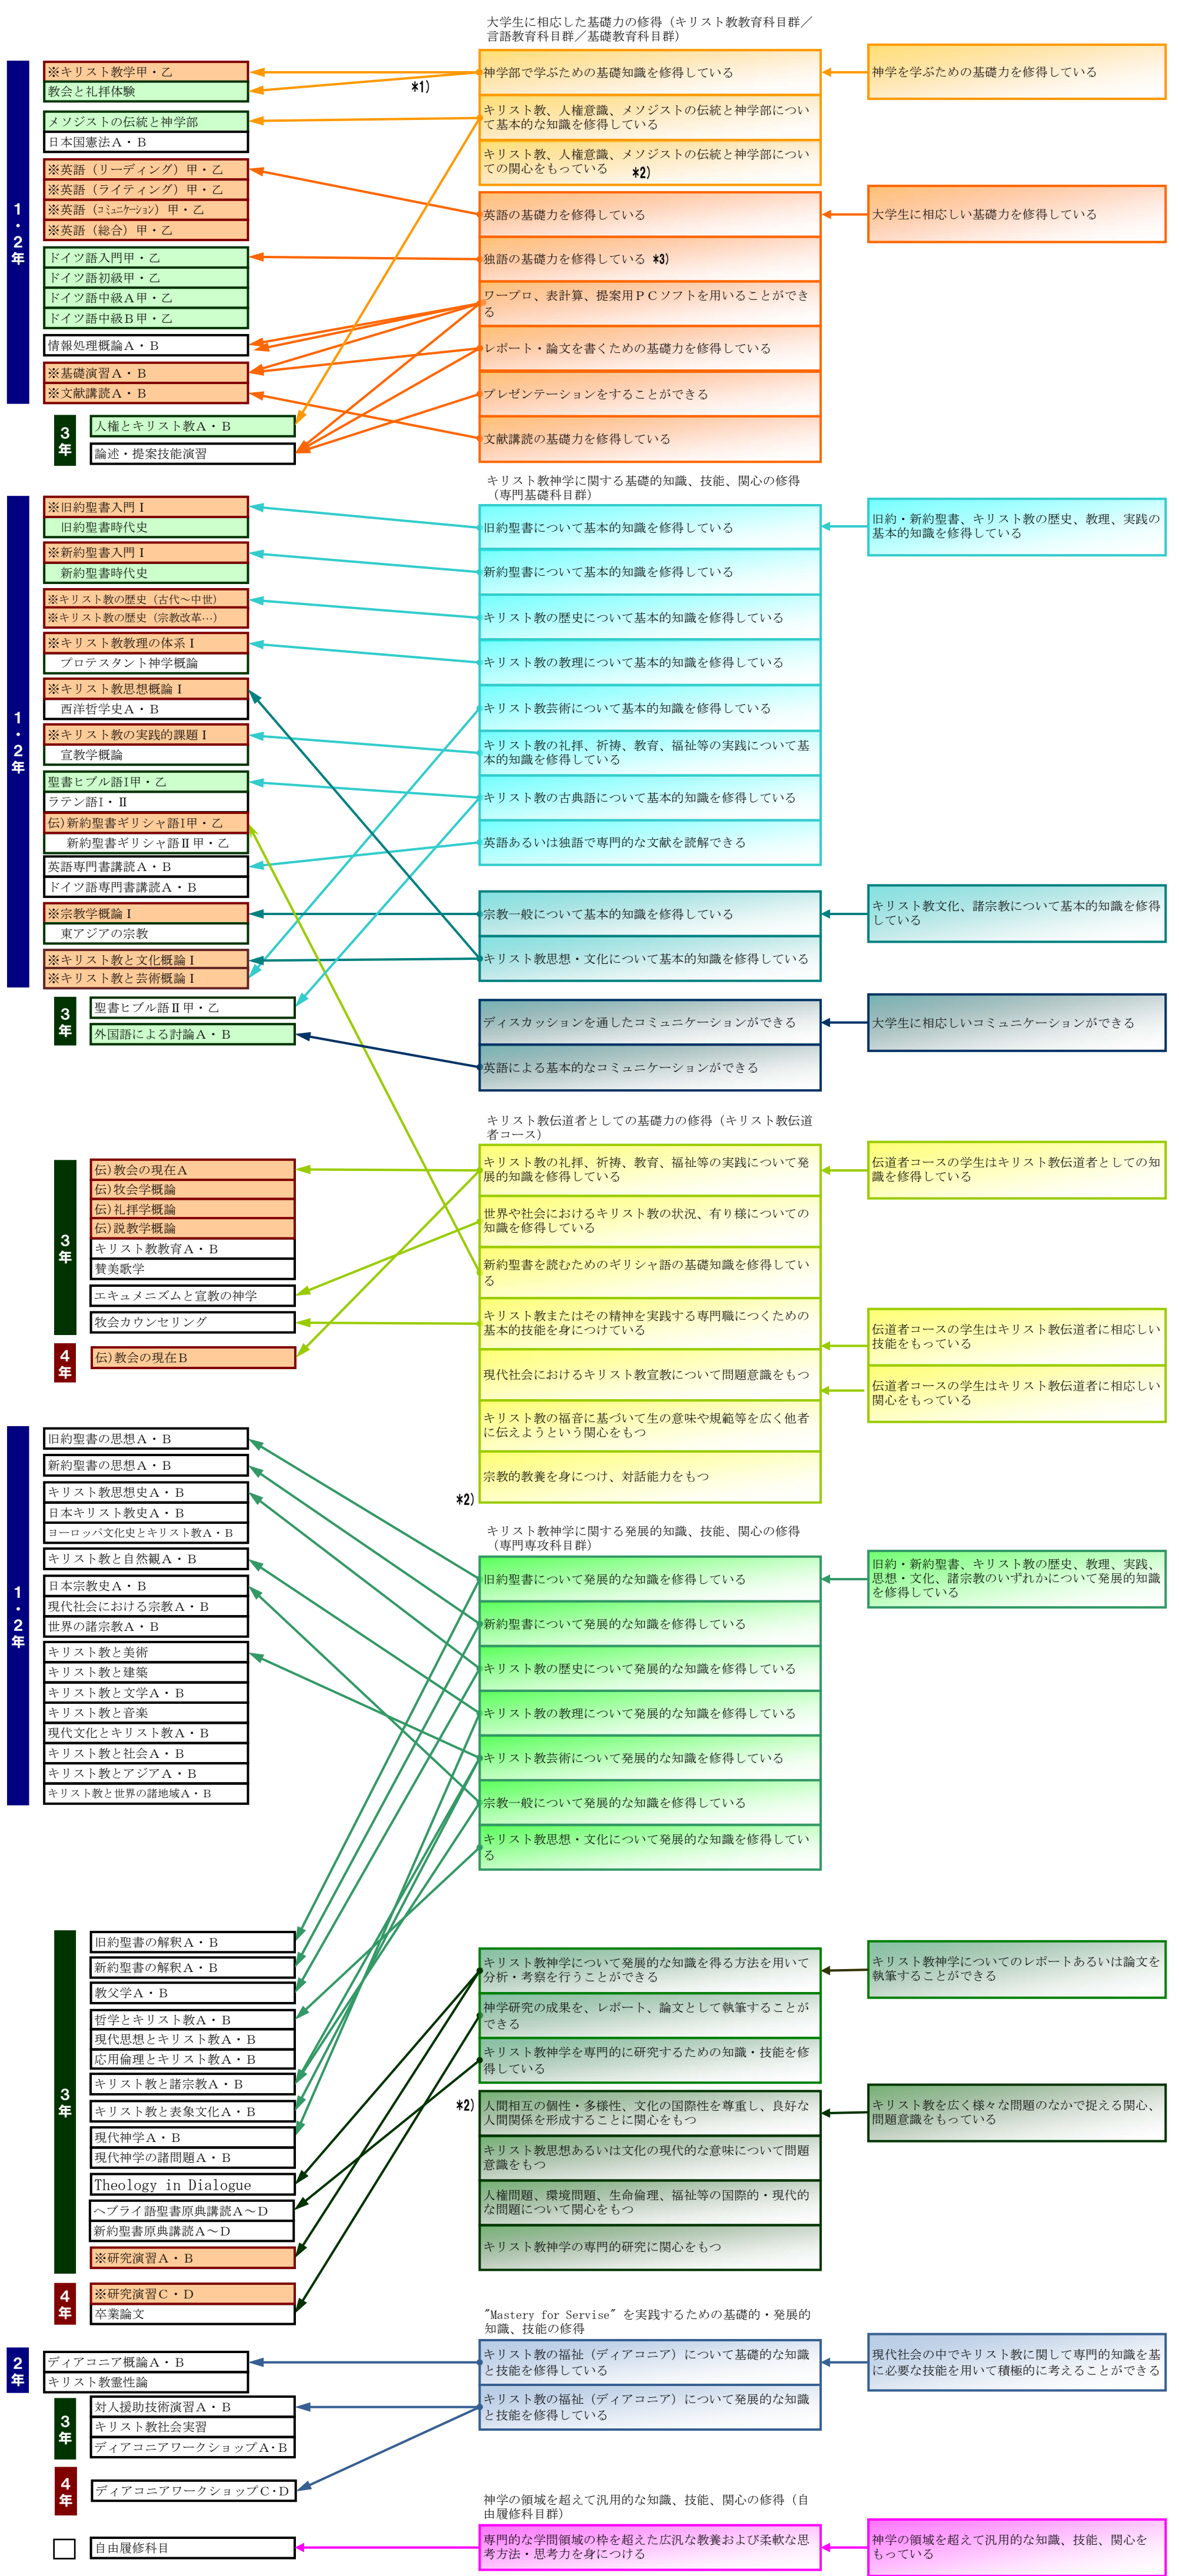 大学生に相応した基礎力の修得（キリスト教教育科目群／
言語教育科目群／基礎教育科目群）
1・2年
※キリスト教学甲・乙
教会と礼拝体験
メソジストの伝統と神学部
日本国憲法Ａ・Ｂ
※英語（リーディング）甲・乙
※英語（ライティング）甲・乙
※英語（ｺﾐｭﾆｹｰｼｮﾝ）甲・乙
※英語（総合）甲・乙
ドイツ語入門甲・乙
ドイツ語初級甲・乙
ドイツ語中級Ａ甲・乙
ドイツ語中級Ｂ甲・乙
情報処理概論Ａ・Ｂ
※基礎演習Ａ・Ｂ
※文献講読Ａ・Ｂ
3年
人権とキリスト教Ａ・Ｂ
論述・提案技能演習
*1)
神学部で学ぶための基礎知識を修得している
キリスト教、人権意識、メソジストの伝統と神学部につい
て基本的な知識を修得している
キリスト教、人権意識、メソジストの伝統と神学部につい
ての関心をもっている
*2)
英語の基礎力を修得している
独語の基礎力を修得している *3)
ワープロ、表計算、提案用ＰＣソフトを用いることができ
る
レポート・論文を書くための基礎力を修得している
プレゼンテーションをすることができる
文献講読の基礎力を修得している
神学を学ぶための基礎力を修得している
大学生に相応しい基礎力を修得している
キリスト教神学に関する基礎的知識、技能、関心の修得
（専門基礎科目群）
1・2年
※旧約聖書入門Ⅰ
旧約聖書時代史
※新約聖書入門Ⅰ
新約聖書時代史
※キリスト教の歴史（古代～中世）
※キリスト教の歴史（宗教改革…）
※キリスト教教理の体系Ⅰ
プロテスタント神学概論
※キリスト教思想概論Ⅰ
西洋哲学史Ａ・Ｂ
※キリスト教の実践的課題Ⅰ
宣教学概論
聖書ヒブル語Ⅰ甲・乙
ラテン語Ⅰ・Ⅱ
伝)新約聖書ギリシャ語Ⅰ甲・乙
新約聖書ギリシャ語Ⅱ甲・乙
英語専門書講読Ａ・Ｂ
ドイツ語専門書講読Ａ・Ｂ
※宗教学概論Ⅰ
東アジアの宗教
※キリスト教と文化概論Ⅰ
※キリスト教と芸術概論Ⅰ
3年
聖書ヒブル語Ⅱ甲・乙
外国語による討論Ａ・Ｂ
旧約聖書について基本的知識を修得している
新約聖書について基本的知識を修得している
キリスト教の歴史について基本的知識を修得している
キリスト教の教理について基本的知識を修得している
キリスト教芸術について基本的知識を修得している
キリスト教の礼拝、祈祷、教育、福祉等の実践について基
本的知識を修得している
キリスト教の古典語について基本的知識を修得している
英語あるいは独語で専門的な文献を読解できる
宗教一般について基本的知識を修得している
キリスト教思想・文化について基本的知識を修得している
ディスカッションを通したコミュニケーションができる
英語による基本的なコミュニケーションができる
旧約・新約聖書、キリスト教の歴史、教理、実践の
基本的知識を修得している
キリスト教文化、諸宗教について基本的知識を修得
している
大学生に相応しいコミュニケーションができる
キリスト教伝道者としての基礎力の修得（キリスト教伝道
者コース）
3年
伝)教会の現在Ａ
伝)牧会学概論
伝)礼拝学概論
伝)説教学概論
キリスト教教育Ａ・Ｂ
賛美歌学
エキュメニズムと宣教の神学
牧会カウンセリング
4年
伝)教会の現在Ｂ
キリスト教の礼拝、祈祷、教育、福祉等の実践について発
展的知識を修得している
世界や社会におけるキリスト教の状況、有り様についての
知識を修得している
新約聖書を読むためのギリシャ語の基礎知識を修得してい
る
キリスト教またはその精神を実践する専門職につくための
基本的技能を身につけている
現代社会におけるキリスト教宣教について問題意識をもつ
キリスト教の福音に基づいて生の意味や規範等を広く他者
に伝えようという関心をもつ
宗教的教養を身につけ、対話能力をもつ
*2)
伝道者コースの学生はキリスト教伝道者としての知
識を修得している
伝道者コースの学生はキリスト教伝道者に相応しい
技能をもっている
伝道者コースの学生はキリスト教伝道者に相応しい
関心をもっている
キリスト教神学に関する発展的知識、技能、関心の修得
（専門専攻科目群）
1・2年
旧約聖書の思想Ａ・Ｂ
新約聖書の思想Ａ・Ｂ
キリスト教思想史Ａ・Ｂ
日本キリスト教史Ａ・Ｂ
ヨーロッパ文化史とキリスト教Ａ・Ｂ
キリスト教と自然観Ａ・Ｂ
日本宗教史Ａ・Ｂ
現代社会における宗教Ａ・Ｂ
世界の諸宗教Ａ・Ｂ
キリスト教と美術
キリスト教と建築
キリスト教と文学Ａ・Ｂ
キリスト教と音楽
現代文化とキリスト教Ａ・Ｂ
キリスト教と社会Ａ・Ｂ
キリスト教とアジアＡ・Ｂ
キリスト教と世界の諸地域Ａ・Ｂ
旧約聖書について発展的な知識を修得している
新約聖書について発展的な知識を修得している
キリスト教の歴史について発展的な知識を修得している
キリスト教の教理について発展的な知識を修得している
キリスト教芸術について発展的な知識を修得している
宗教一般について発展的な知識を修得している
キリスト教思想・文化について発展的な知識を修得してい
る
旧約・新約聖書、キリスト教の歴史、教理、実践、
思想・文化、諸宗教のいずれかについて発展的知識
を修得している
3年
旧約聖書の解釈Ａ・Ｂ
新約聖書の解釈Ａ・Ｂ
教父学Ａ・Ｂ
哲学とキリスト教Ａ・Ｂ
現代思想とキリスト教Ａ・Ｂ
応用倫理とキリスト教Ａ・Ｂ
キリスト教と諸宗教Ａ・Ｂ
キリスト教と表象文化Ａ・Ｂ
現代神学Ａ・Ｂ
現代神学の諸問題Ａ・Ｂ
Theology in Dialogue
ヘブライ語聖書原典講読Ａ～Ｄ
新約聖書原典講読Ａ～Ｄ
※研究演習Ａ・Ｂ
4年
※研究演習Ｃ・Ｄ
卒業論文
キリスト教神学について発展的な知識を得る方法を用いて
分析・考察を行うことができる
神学研究の成果を、レポート、論文として執筆することが
できる
キリスト教神学を専門的に研究するための知識・技能を修
得している
*2)
人間相互の個性・多様性、文化の国際性を尊重し、良好な
人間関係を形成することに関心をもつ
キリスト教思想あるいは文化の現代的な意味について問題
意識をもつ
人権問題、環境問題、生命倫理、福祉等の国際的・現代的
な問題について関心をもつ
キリスト教神学の専門的研究に関心をもつ
キリスト教神学についてのレポートあるいは論文を
執筆することができる
キリスト教を広く様々な問題のなかで捉える関心、
問題意識をもっている
"Mastery for Servise" を実践するための基礎的・発展的
知識、技能の修得
2年
ディアコニア概論Ａ・Ｂ
キリスト教霊性論
3年
対人援助技術演習Ａ・Ｂ
キリスト教社会実習
ディアコニアワークショップＡ・Ｂ
4年
ディアコニアワークショップＣ・Ｄ
キリスト教の福祉（ディアコニア）について基礎的な知識
と技能を修得している
キリスト教の福祉（ディアコニア）について発展的な知識
と技能を修得している
現代社会の中でキリスト教に関して専門的知識を基
に必要な技能を用いて積極的に考えることができる
神学の領域を超えて汎用的な知識、技能、関心の修得（自
由履修科目群）
自由履修科目
専門的な学問領域の枠を超えた広汎な教養および柔軟な思
考方法・思考力を身につける
神学の領域を超えて汎用的な知識、技能、関心を
もっている